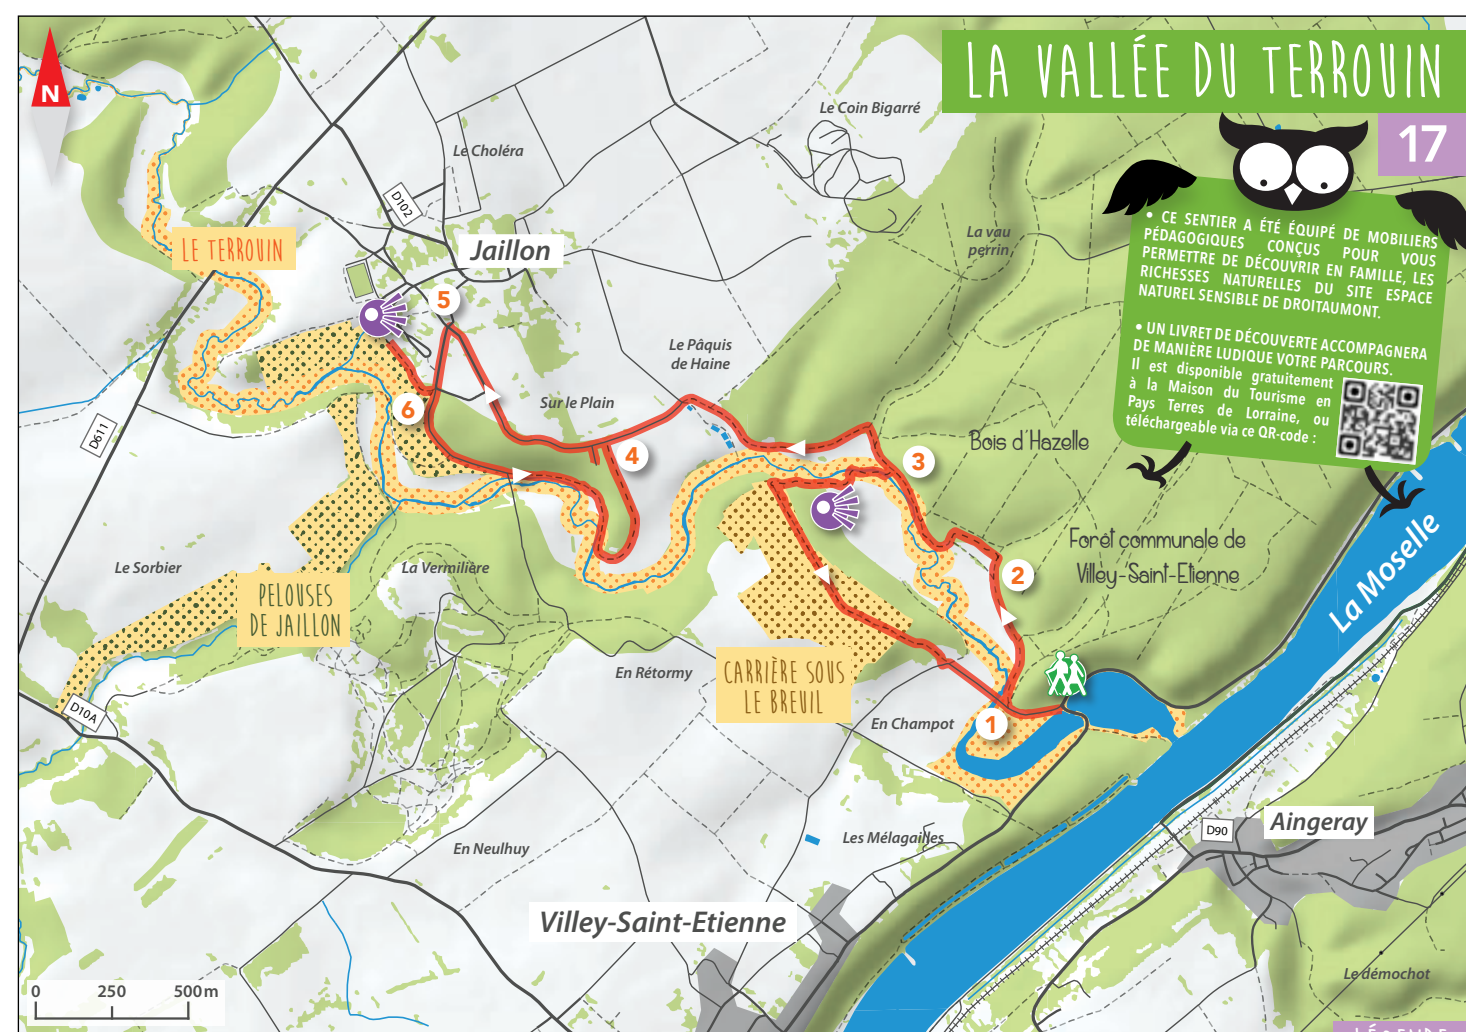 LA VALLÉE DU TERROUIN
17
N
Le Coin Bigarré
Le Choléra
D102
• CE SENTIER A ÉTÉ ÉQUIPÉ DE MOBILIERS
PÉDAGOGIQUES CONÇUS POUR VOUS
PERMETTRE DE DÉCOUVRIR EN FAMILLE, LES
RICHESSES NATURELLES DU SITE ESPACE
NATUREL SENSIBLE DE DROITAUMONT.
• UN LIVRET DE DÉCOUVERTE ACCOMPAGNERA
DE MANIÈRE LUDIQUE VOTRE PARCOURS.
Il est disponible gratuitement
à la Maison du Tourisme en
Pays Terres de Lorraine, ou
téléchargeable via ce QR-code :
LE TERROUIN
Jaillon
La vau
perrin
5
Le Pâquis
de Haine
Sur le Plain
6
D611
4
3
Bois d'Hazelle
Forêt communale de
Villey-Saint-Etienne
2
La Moselle
Le Sorbier
La Vermilière
PELOUSES
DE JAILLON
CARRIÈRE SOUS
LE BREUIL
En Rétormy
D10A
En Champot
1
Les Mélagailles
En Neulhuy
D90
Aingeray
Villey-Saint-Etienne
Le démochot
0 250 500 m
LÉGENDE